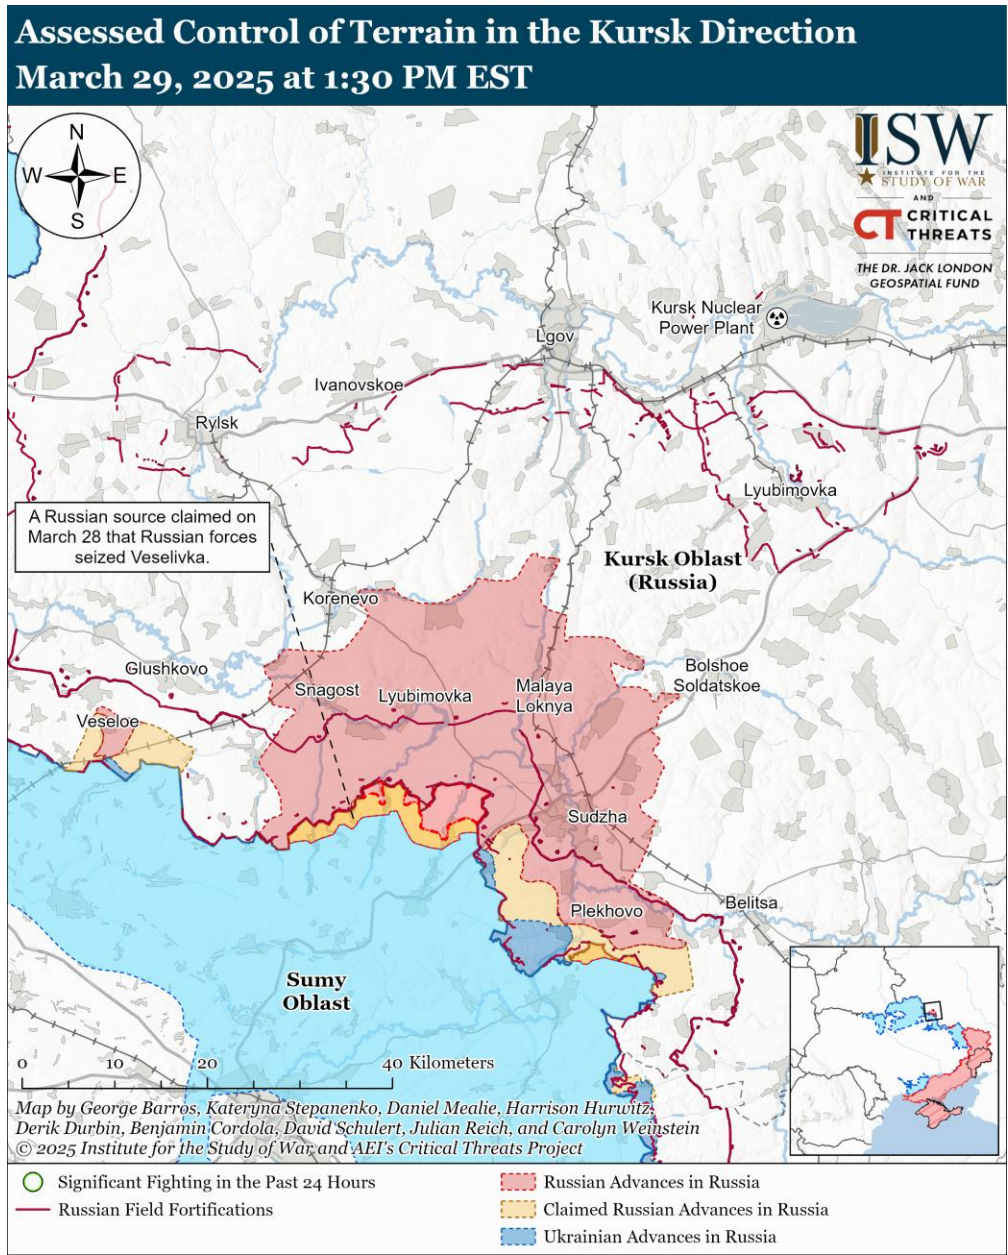 Assessed Control of Terrain in the Kursk Direction
March 29, 2025 at 1:30 PM EST
N
W
E
S
ISW
INSTITUTE FOR THE
STUDY OF WAR
AND
CT CRITICAL
THREATS
THE DR. JACK LONDON
GEOSPATIAL FUND
Kursk Nuclear
Power Plant
Lgov
Ivanovskoe
Rylsk
Lyubimovka
A Russian source claimed on
March 28 that Russian forces
seized Veselivka.
Kursk Oblast
(Russia)
Korenevo
Glushkovo
Snagost
Lyubimovka
Malaya
Loknya
Bolshoe
Soldatskoe
Veseloe
Sudzha
Plekhovo
Belitsa
Sumy
Oblast
0
10
20
40 Kilometers
Map by George Barros, Kateryna Stepanenko, Daniel Mealie, Harrison Hurwitz,
Derik Durbin, Benjamin Cordola, David Schulert, Julian Reich, and Carolyn Weinstein
© 2025 Institute for the Study of War and AEI's Critical Threats Project
Significant Fighting in the Past 24 Hours
Russian Field Fortifications
Russian Advances in Russia
Claimed Russian Advances in Russia
Ukrainian Advances in Russia